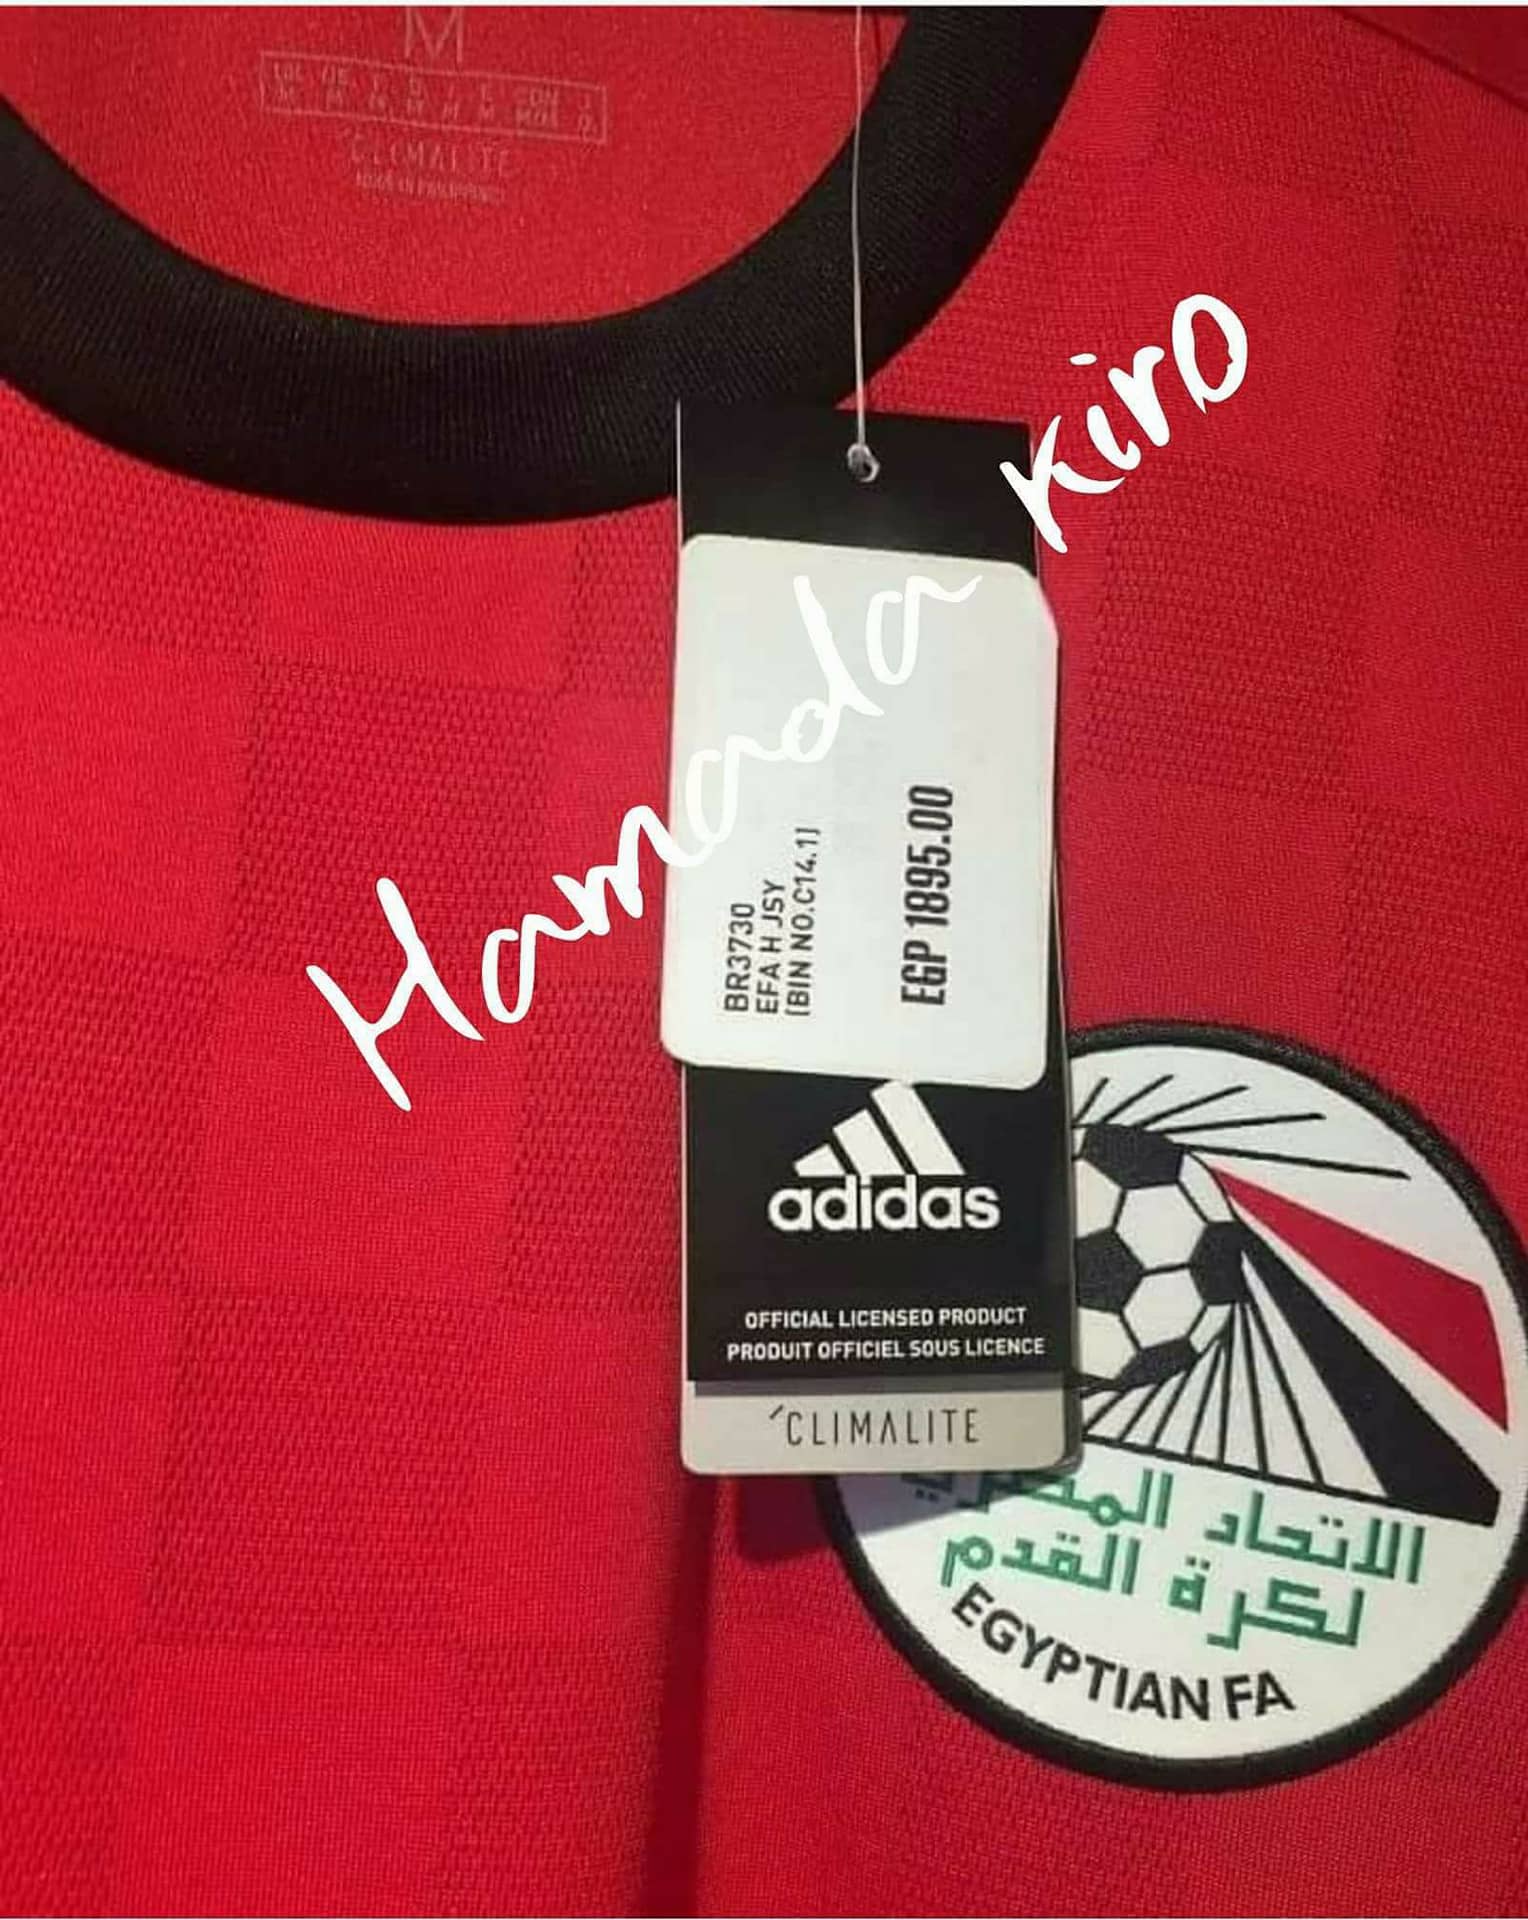 M
CLIMALITE
Hamada kiro
BR3730
EFA H JSY
[BIN NO.C14.1]
EGP 1895.00
adidas
OFFICIAL LICENSED PRODUCT
PRODUIT OFFICIEL SOUS LICENCE
CLIMALITE
الاتحاد المصري
لكرة القدم
EGYPTIAN FA